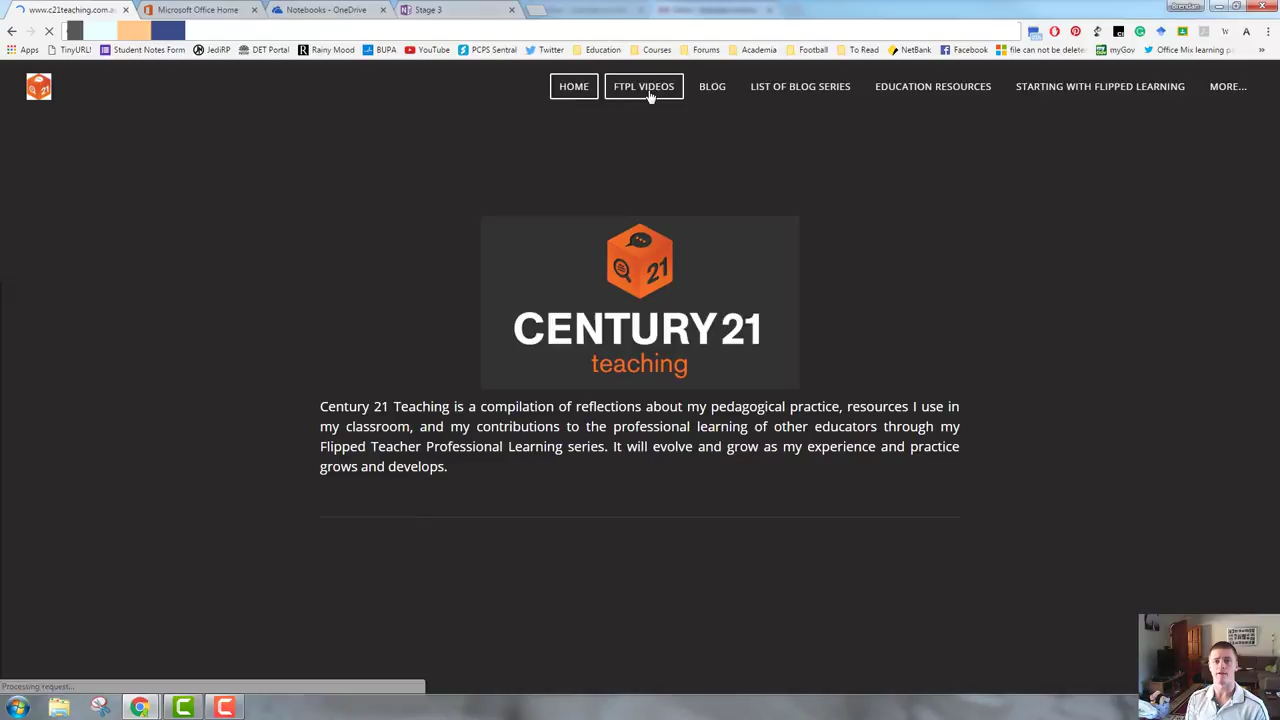 www.c21teaching.com.au
Microsoft Office Home
Notebooks - OneDrive
Stage 3
Brendan
Apps
TinyURL!
Student Notes Form
JediRP
DET Portal
Rainy Mood
BUPA
YouTube
PCPS Sentral
Twitter
Education
Courses
Forums
Academia
Football
To Read
NetBank
Facebook
file can not be delete
myGov
Office Mix learning p
HOME
FTPL VIDEOS
BLOG
LIST OF BLOG SERIES
EDUCATION RESOURCES
STARTING WITH FLIPPED LEARNING
MORE...
21
CENTURY 21
teaching
Century 21 Teaching is a compilation of reflections about my pedagogical practice, resources I use in
my classroom, and my contributions to the professional learning of other educators through my
Flipped Teacher Professional Learning series. It will evolve and grow as my experience and practice
grows and develops.
Processing request...